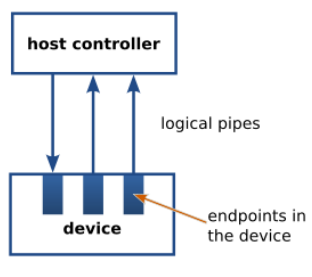 host controller
logical pipes
endpoints in
the device
device